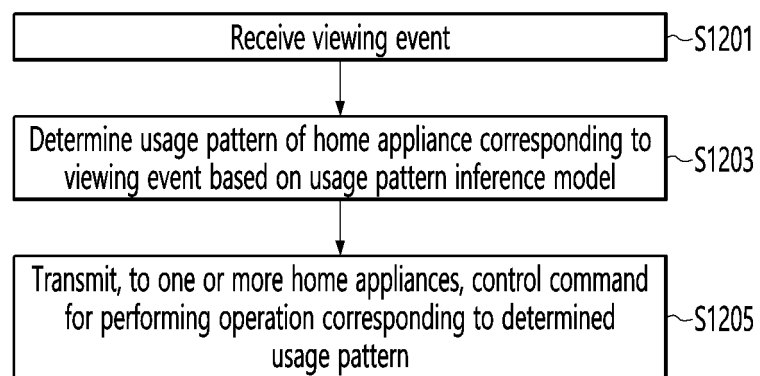 Receive viewing event
S1201
Determine usage pattern of home appliance corresponding to
viewing event based on usage pattern inference model
S1203
Transmit, to one or more home appliances, control command
for performing operation corresponding to determined
usage pattern
S1205